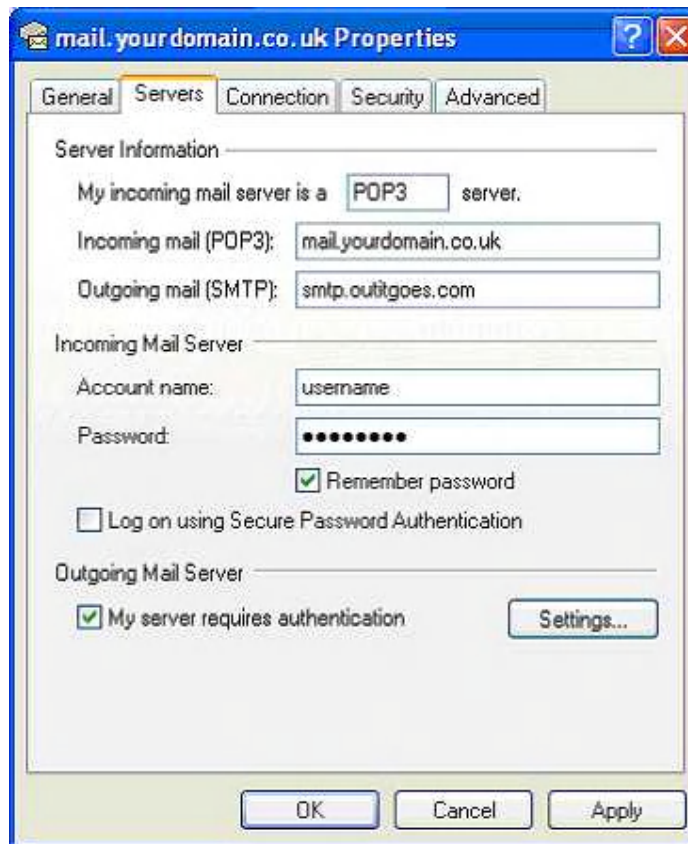 mail.yourdomain.co.uk Properties
General Servers Connection Security Advanced
Server Information
My incoming mail server is a POP3 server.
Incoming mail (POP3): mail.yourdomain.co.uk
Outgoing mail (SMTP): smtp.outitgoes.com
Incoming Mail Server
Account name: username
Password: ●●●●●●●●
Remember password
Log on using Secure Password Authentication
Outgoing Mail Server
My server requires authentication Settings...
OK Cancel Apply